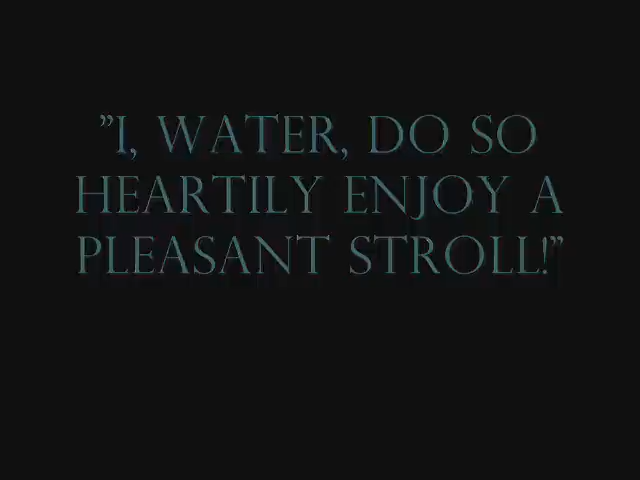 "I, WATER, DO SO
HEARTILY ENJOY A
PLEASANT STROLL!"